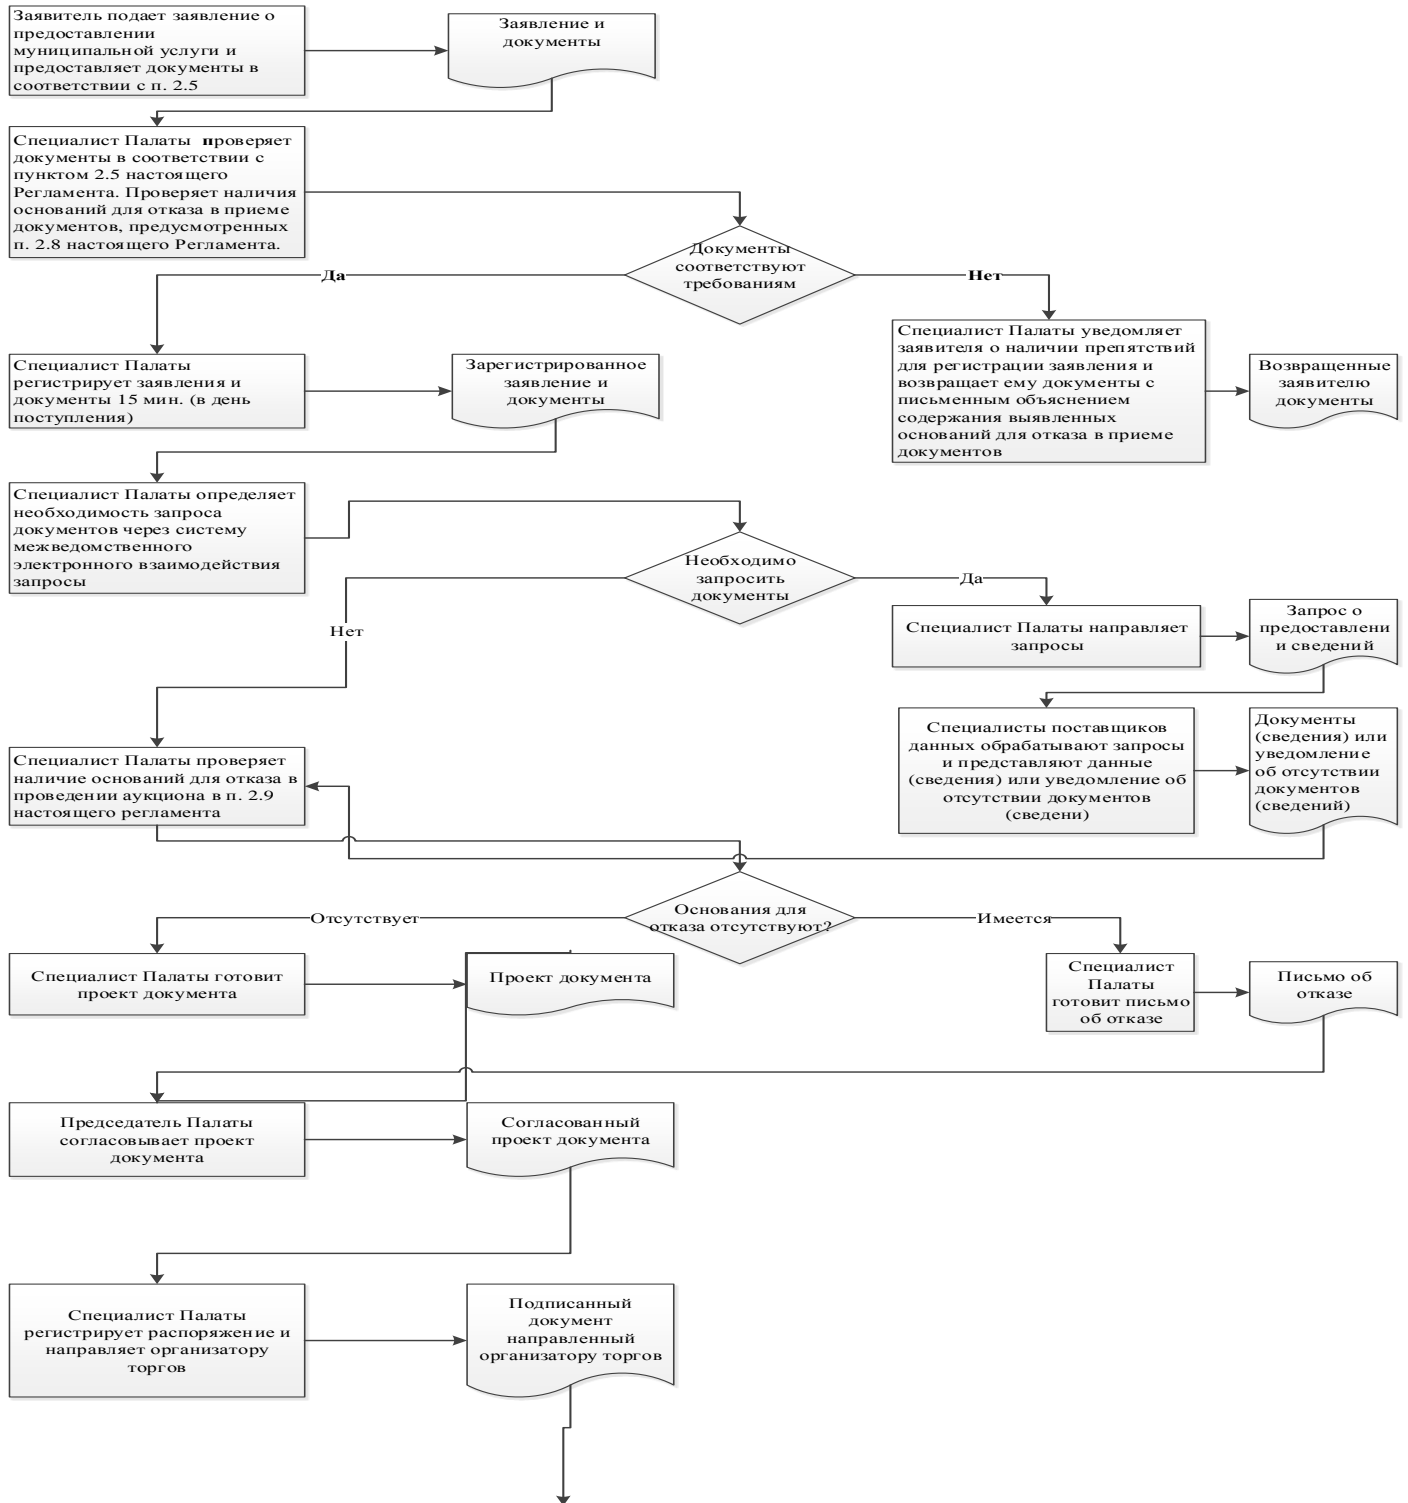 Заявитель подает заявление о
предоставлении
муниципальной услуги и
предоставляет документы в
соответствии с п. 2.5
Заявление и
документы
Специалист Палаты проверяет
документы в соответствии с
пунктом 2.5 настоящего
Регламента. Проверяет наличия
оснований для отказа в приеме
документов, предусмотренных
п. 2.8 настоящего Регламента.
Документы
соответствуют
требованиям
Да
Нет
Специалист Палаты
регистрирует заявления и
документы 15 мин. (в день
поступления)
Зарегистрированное
заявление и
документы
Специалист Палаты уведомляет
заявителя о наличии препятствий
для регистрации заявления и
возвращает ему документы с
письменным объяснением
содержания выявленных
оснований для отказа в приеме
документов
Возвращенные
заявителю
документы
Специалист Палаты определяет
необходимость запроса
документов через систему
межведомственного
электронного взаимодействия
запросы
Необходимо
запросить
документы
Да
Нет
Специалист Палаты направляет
запросы
Запрос о
предоставлени
и сведений
Специалисты поставщиков
данных обрабатывают запросы
и представляют данные
(сведения) или уведомление об
отсутствии документов
(сведени)
Документы
(сведения) или
уведомление
об отсутствии
документов
(сведений)
Специалист Палаты проверяет
наличие оснований для отказа в
проведении аукциона в п. 2.9
настоящего регламента
Основания для
отказа отсутствуют?
Отсутствует
Имеется
Специалист Палаты готовит
проект документа
Проект документа
Специалист
Палаты
готовит письмо
об отказе
Письмо об
отказе
Председатель Палаты
согласовывает проект
документа
Согласованный
проект документа
Специалист Палаты
регистрирует распоряжение и
направляет организатору
торгов
Подписанный
документ
направленный
организатору торгов